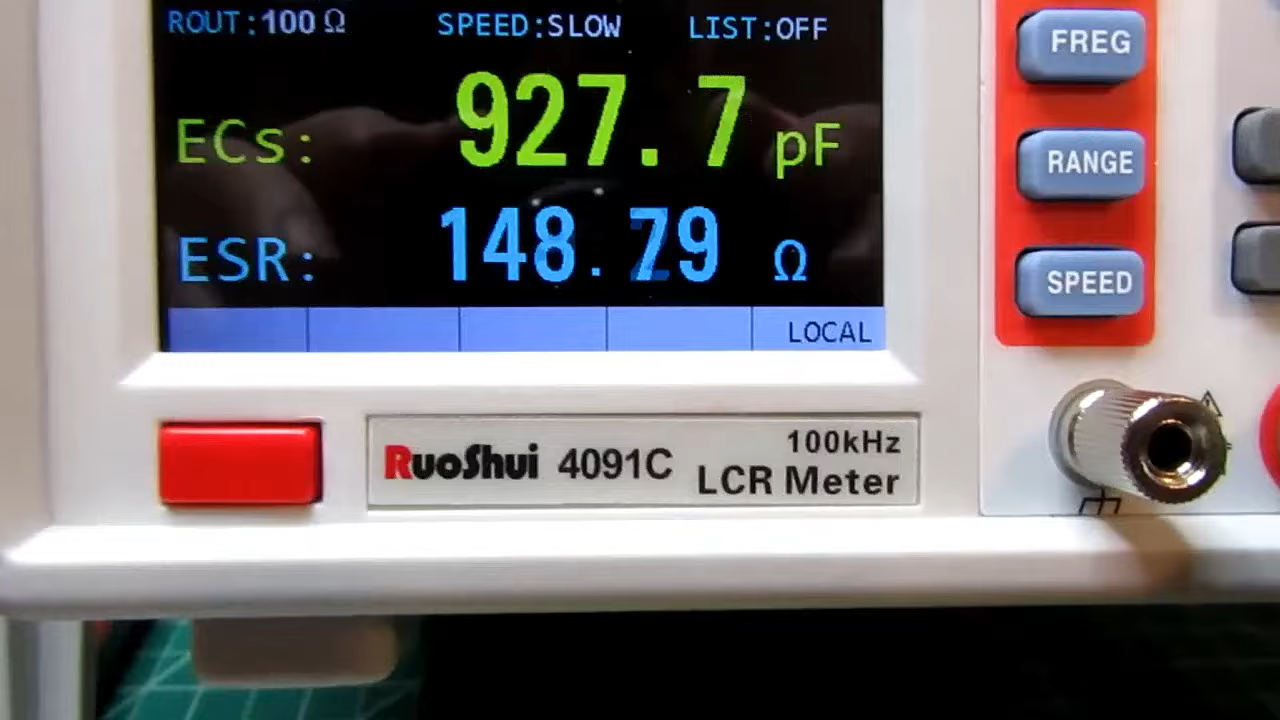 ROUT:100 Ω SPEED:SLOW LIST:OFF
ECs: 927.7 pF
ESR: 148.79 Ω
LOCAL
FREG
RANGE
SPEED
RuoShui 4091C 100kHz
LCR Meter